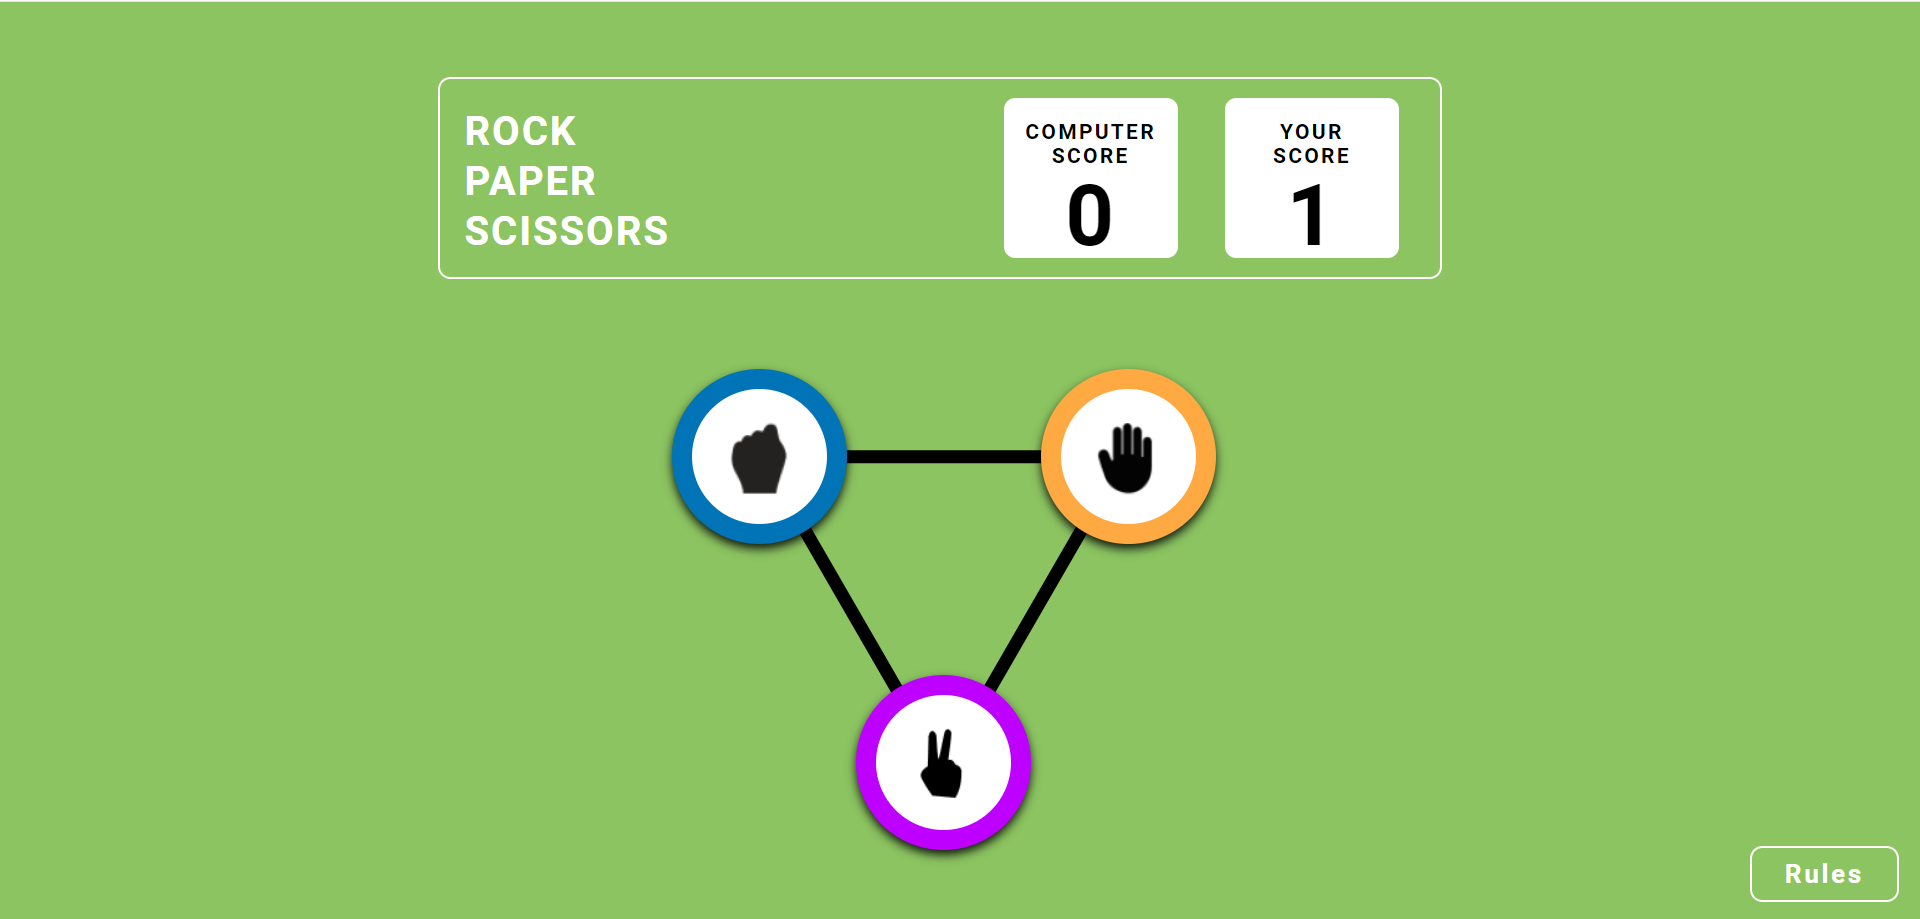 ROCK
PAPER
SCISSORS
COMPUTER
SCORE
0
YOUR
SCORE
1
Rules